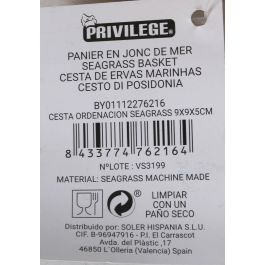 PRIVILEGE®
PANIER EN JONC DE MER
SEAGRASS BASKET
CESTA DE ERVAS MARINHAS
CESTO DI POSIDONIA
BY01112276216
CESTA ORDENACION SEAGRASS 9X9X5CM
8 433774 762164
NºLOTE : VS3199
MATERIAL: SEAGRASS MACHINE MADE
LIMPIAR
CON UN
PAÑO SECO
Distribuido por: SOLER HISPANIA S.L.U.
CIF. B-96947916 - P.I. El Carrascot
Avda. del Plàstic ,17
46850 L'Olleria (Valencia) Spain